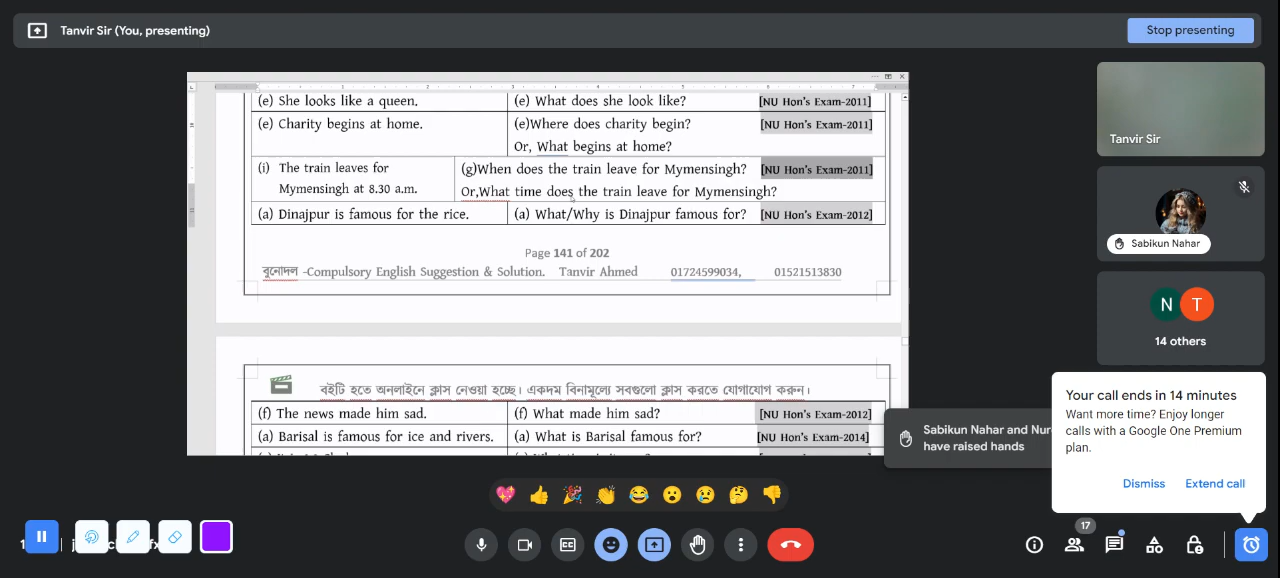 Tanvir Sir (You, presenting)
Stop presenting
(e) She looks like a queen. (e) What does she look like? [NU Hon's Exam-2011]
(e) Charity begins at home. (e)Where does charity begin? [NU Hon's Exam-2011]
Or, What begins at home?
(i) The train leaves for (g)When does the train leave for Mymensingh? [NU Hon's Exam-2011]
Mymensingh at 8.30 a.m. Or,What time does the train leave for Mymensingh?
(a) Dinajpur is famous for the rice. (a) What/Why is Dinajpur famous for? [NU Hon's Exam-2012]
Page 141 of 202
বুনোদল -Compulsory English Suggestion & Solution. Tanvir Ahmed 01724599034, 01521513830
বইটি হতে অনলাইনে ক্লাস নেওয়া হচ্ছে। একদম বিনামূল্যে সবগুলো ক্লাস করতে যোগাযোগ করুন।
(f) The news made him sad. (f) What made him sad? [NU Hon's Exam-2012]
(a) Barisal is famous for ice and rivers. (a) What is Barisal famous for? [NU Hon's Exam-2014]
Tanvir Sir
Sabikun Nahar
N T
14 others
Sabikun Nahar and Nur
have raised hands
Your call ends in 14 minutes
Want more time? Enjoy longer
calls with a Google One Premium
plan.
Dismiss Extend call
17